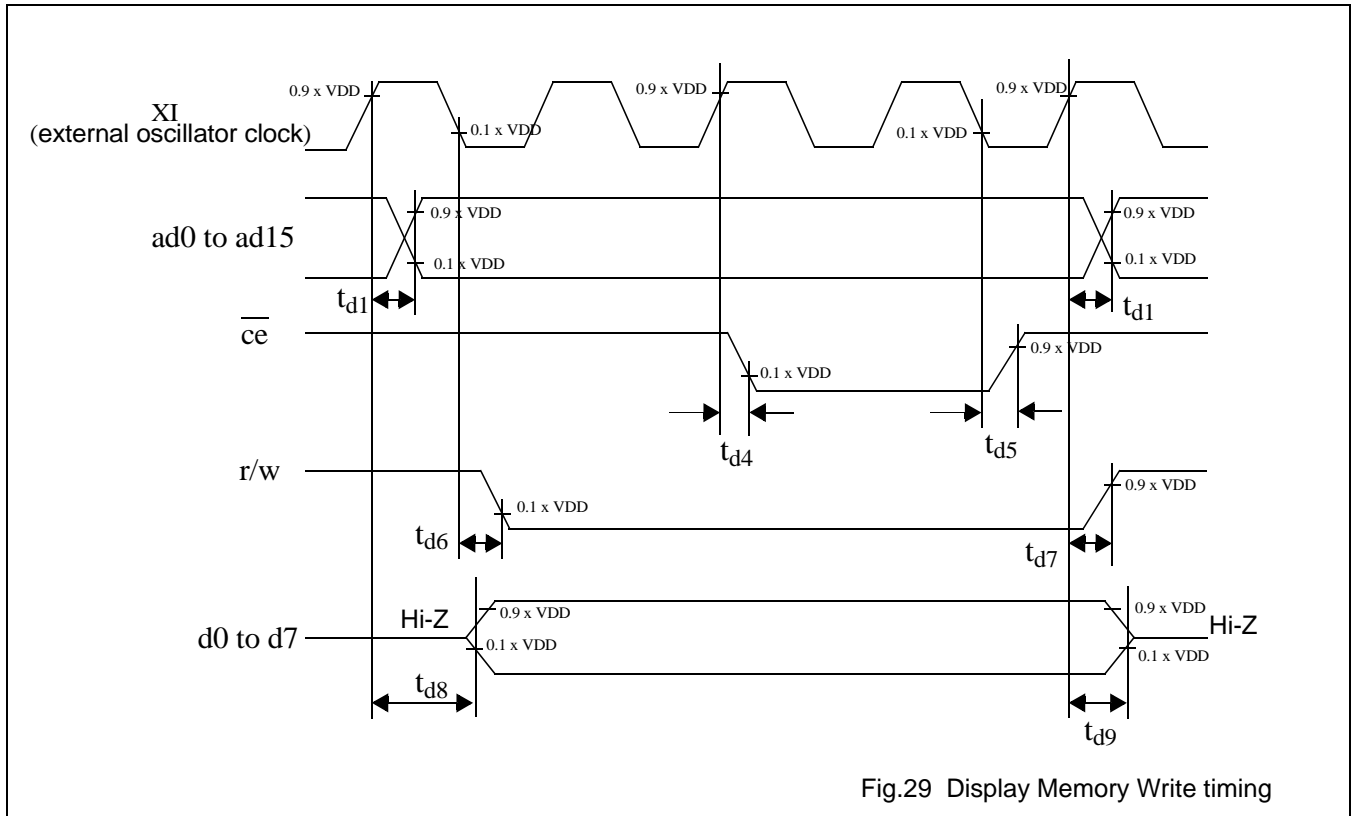 0.9 x VDD
0.9 x VDD
0.9 x VDD
XI
(external oscillator clock)
0.1 x VDD
0.1 x VDD
0.9 x VDD
0.9 x VDD
ad0 to ad15
0.1 x VDD
0.1 x VDD
td1
td1
ce
0.9 x VDD
0.1 x VDD
td4
td5
r/w
0.9 x VDD
0.1 x VDD
td6
td7
Hi-Z
0.9 x VDD
0.9 x VDD
Hi-Z
d0 to d7
0.1 x VDD
0.1 x VDD
td8
td9
Fig.29 Display Memory Write timing